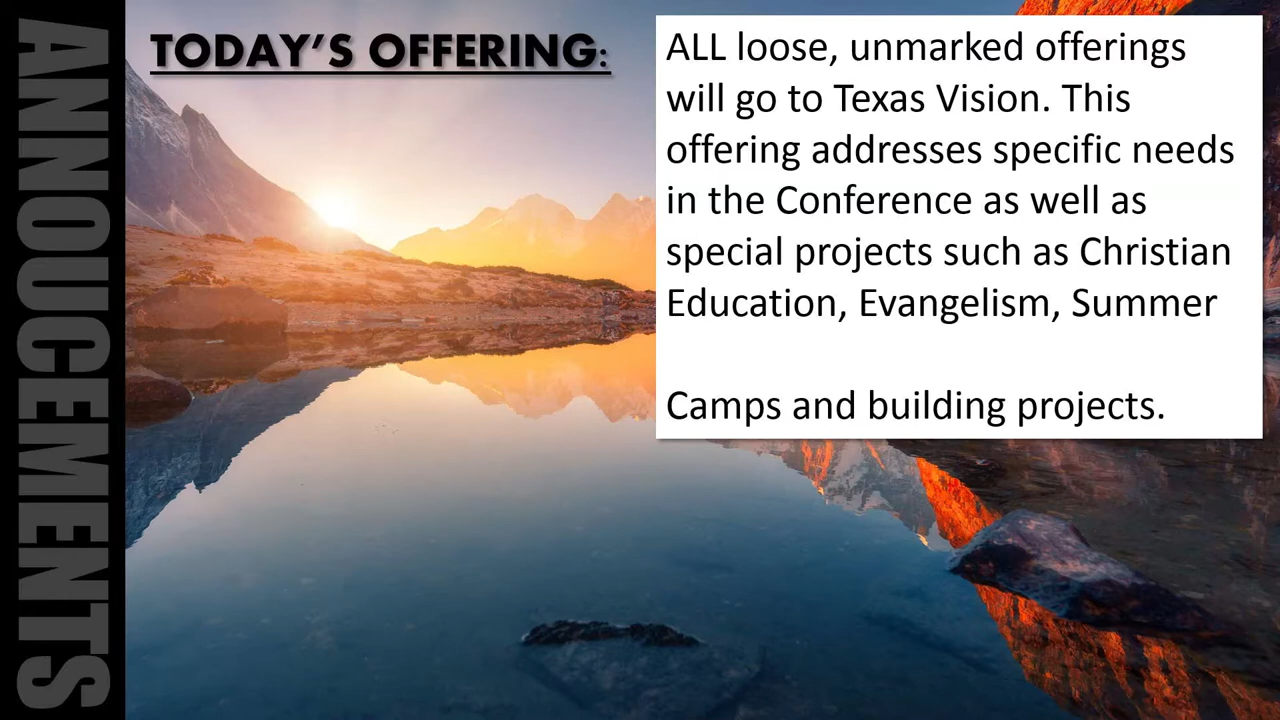 ANNOUCEMENTS
TODAY'S OFFERING:
ALL loose, unmarked offerings
will go to Texas Vision. This
offering addresses specific needs
in the Conference as well as
special projects such as Christian
Education, Evangelism, Summer
Camps and building projects.